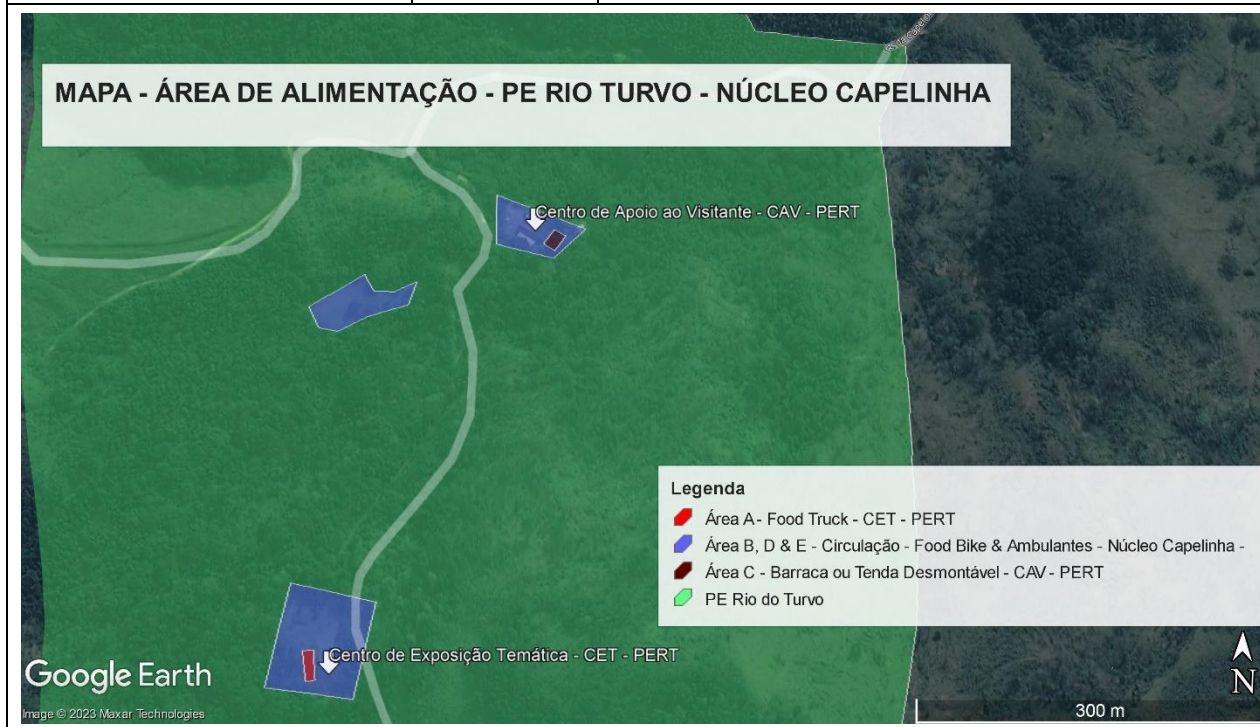 R. de Capelinha
MAPA - ÁREA DE ALIMENTAÇÃO - PE RIO TURVO - NÚCLEO CAPELINHA
Centro de Apoio ao Visitante - CAV - PERT
Legenda
Área A - Food Truck - CET - PERT
Área B, D & E - Circulação - Food Bike & Ambulantes - Núcleo Capelinha -
Área C - Barraca ou Tenda Desmontável - CAV - PERT
PE Rio do Turvo
Centro de Exposição Temática - CET - PERT
Google Earth
Image © 2023 Maxar Technologies
N
300 m